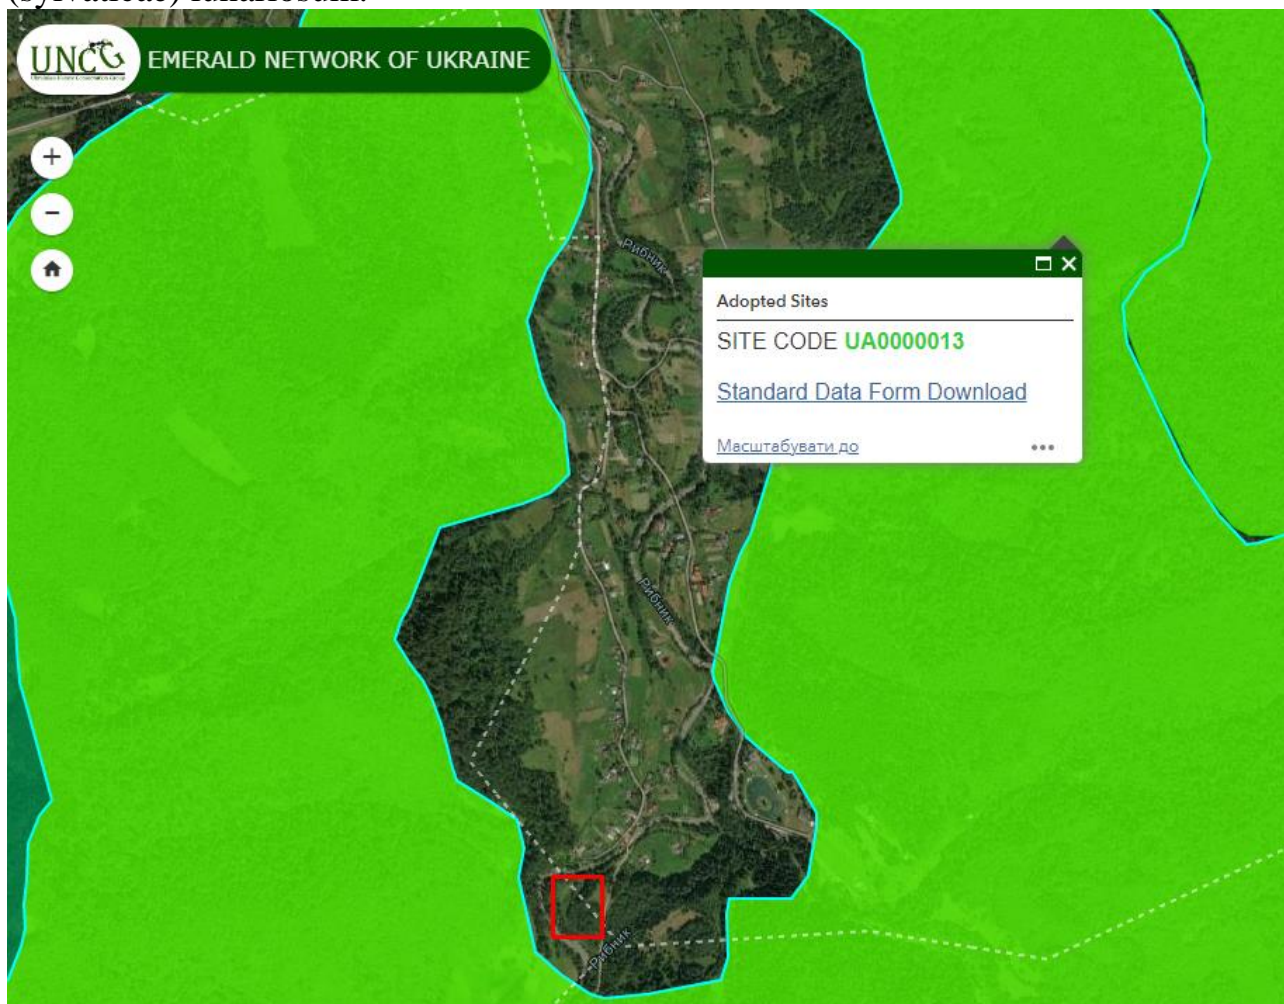 (sylvaticae) lunariosum.
UNCG
EMERALD NETWORK OF UKRAINE
+
−
Рибник
Adopted Sites
SITE CODE UA0000013
Standard Data Form Download
Масштабувати до
Рибник
Рибник